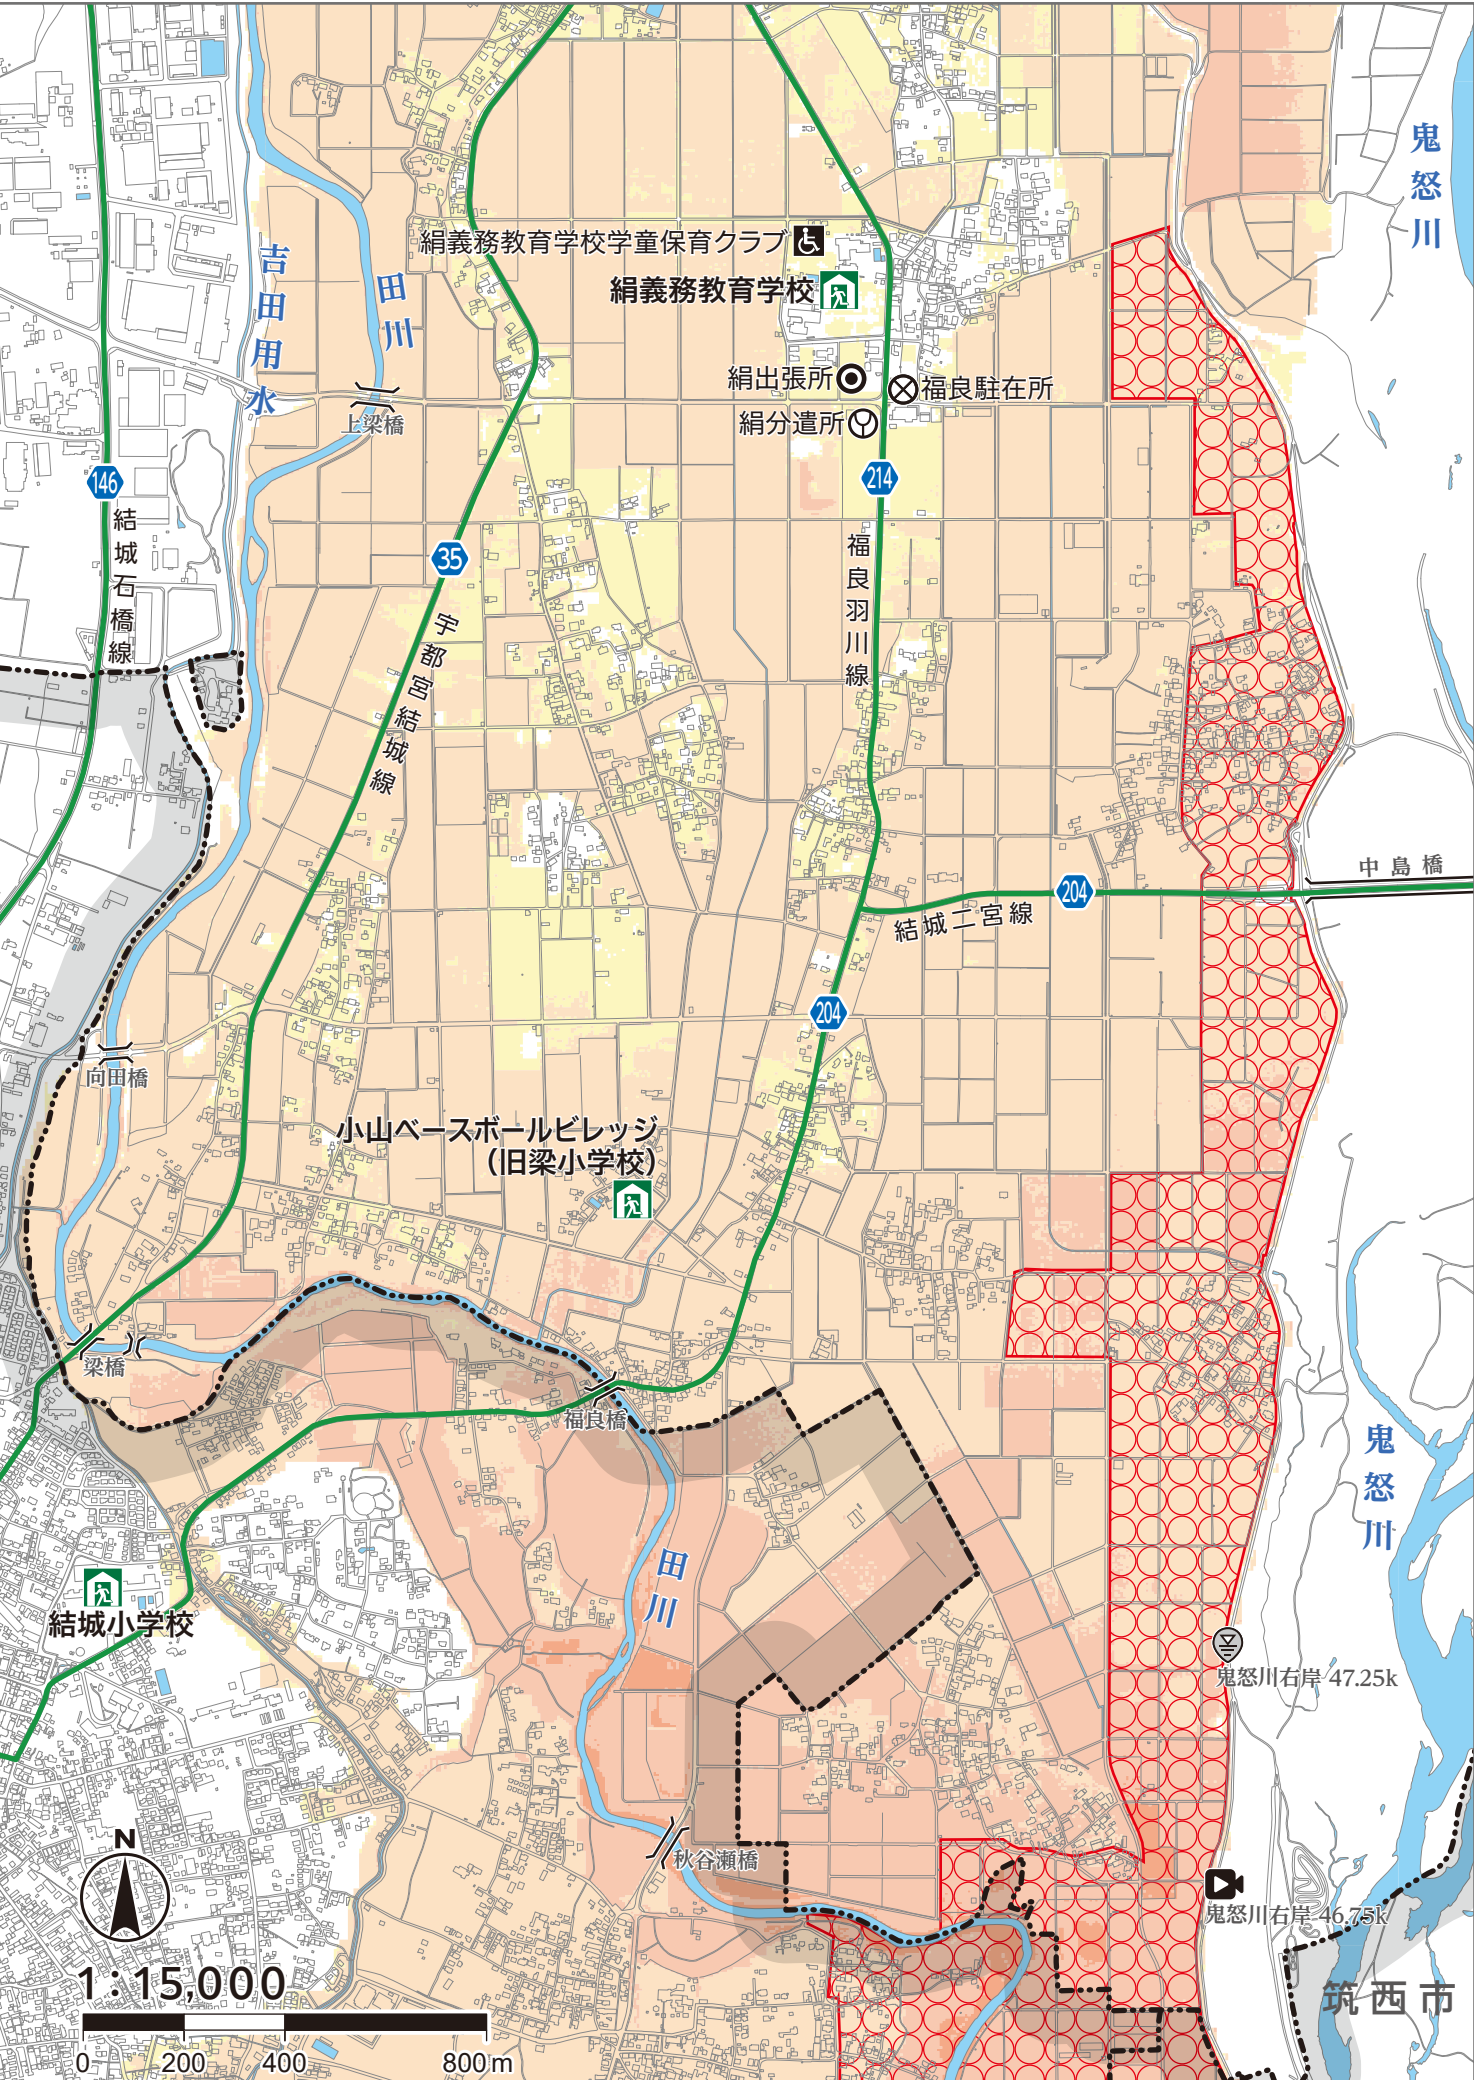 鬼怒川
吉田用水
田川
絹義務教育学校学童保育クラブ
絹義務教育学校
絹出張所
福良駐在所
絹分遣所
上梁橋
146
結城石橋線
214
福良羽川線
35
宇都宮結城線
中島橋
204
結城二宮線
204
向田橋
小山ベースボールビレッジ
(旧梁小学校)
梁橋
福良橋
鬼怒川
田川
結城小学校
鬼怒川右岸 47.25k
秋谷瀬橋
鬼怒川右岸 46.75k
筑西市
N
1:15,000
0 200 400 800m